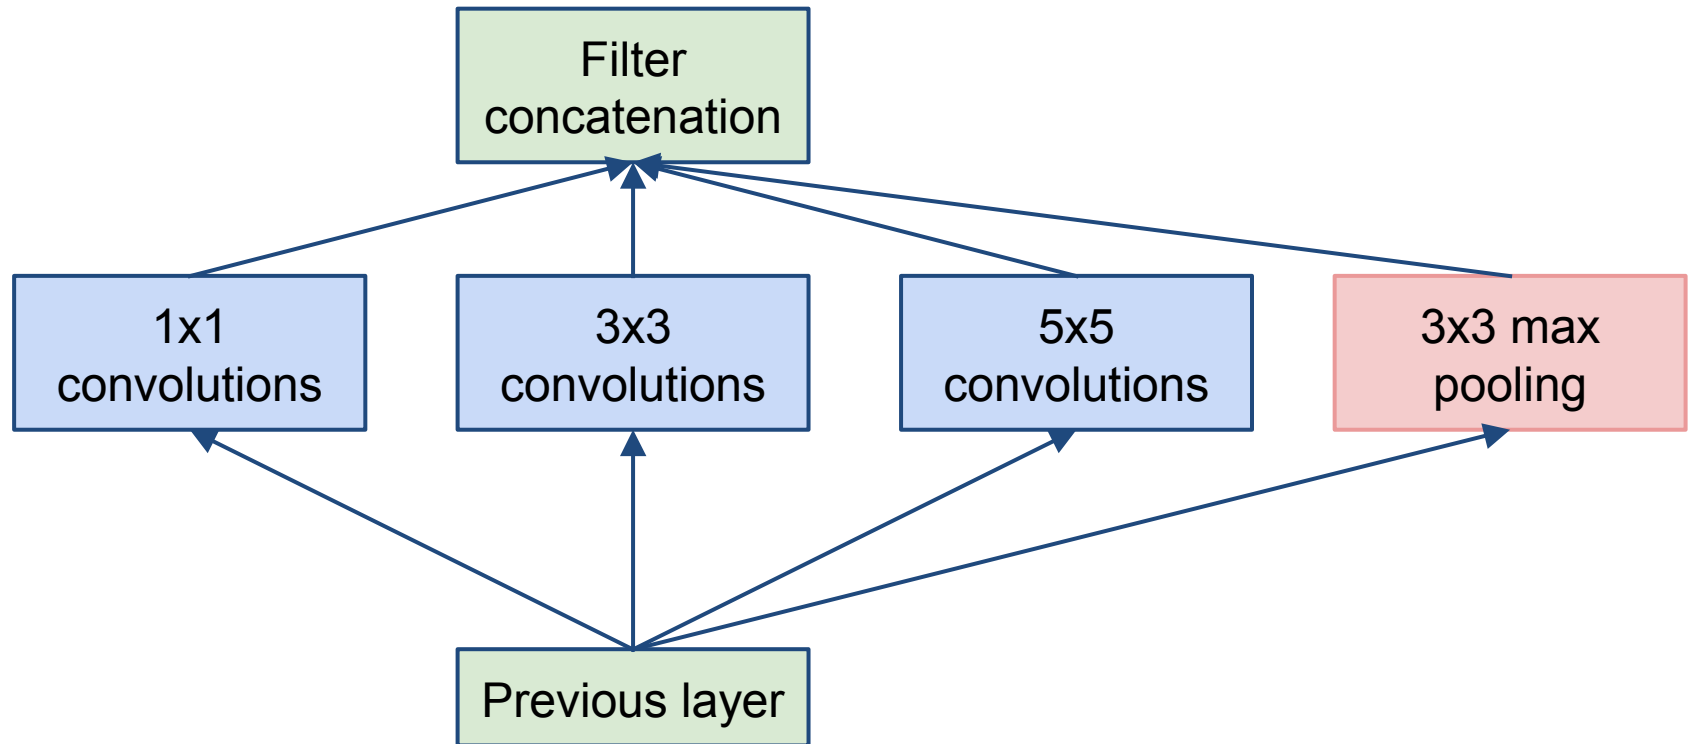 Filter
concatenation
1x1
convolutions
3x3
convolutions
5x5
convolutions
3x3 max
pooling
Previous layer